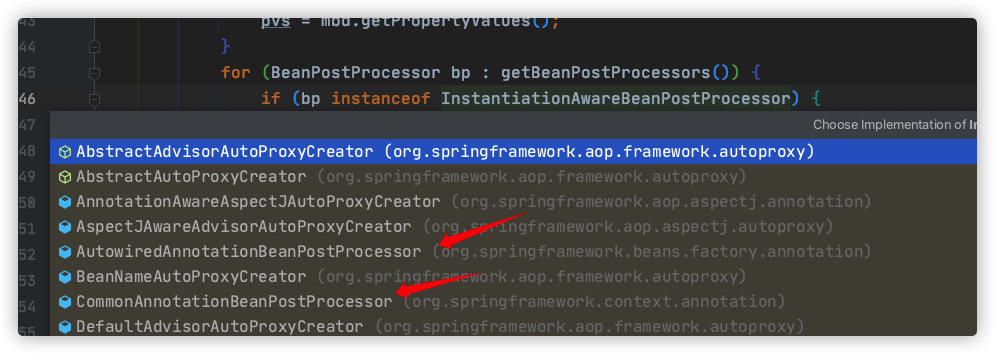 43 pvs = mbd.getPropertyValues();
44 }
45 for (BeanPostProcessor bp : getBeanPostProcessors()) {
46 if (bp instanceof InstantiationAwareBeanPostProcessor) {
47 Choose Implementation of In
48 AbstractAdvisorAutoProxyCreator (org.springframework.aop.framework.autoproxy)
49 AbstractAutoProxyCreator (org.springframework.aop.framework.autoproxy)
50 AnnotationAwareAspectJAutoProxyCreator (org.springframework.aop.aspectj.annotation)
51 AspectJAwareAdvisorAutoProxyCreator (org.springframework.aop.aspectj.autoproxy)
52 AutowiredAnnotationBeanPostProcessor (org.springframework.beans.factory.annotation)
53 BeanNameAutoProxyCreator (org.springframework.aop.framework.autoproxy)
54 CommonAnnotationBeanPostProcessor (org.springframework.context.annotation)
55 DefaultAdvisorAutoProxyCreator (org.springframework.aop.framework.autoproxy)